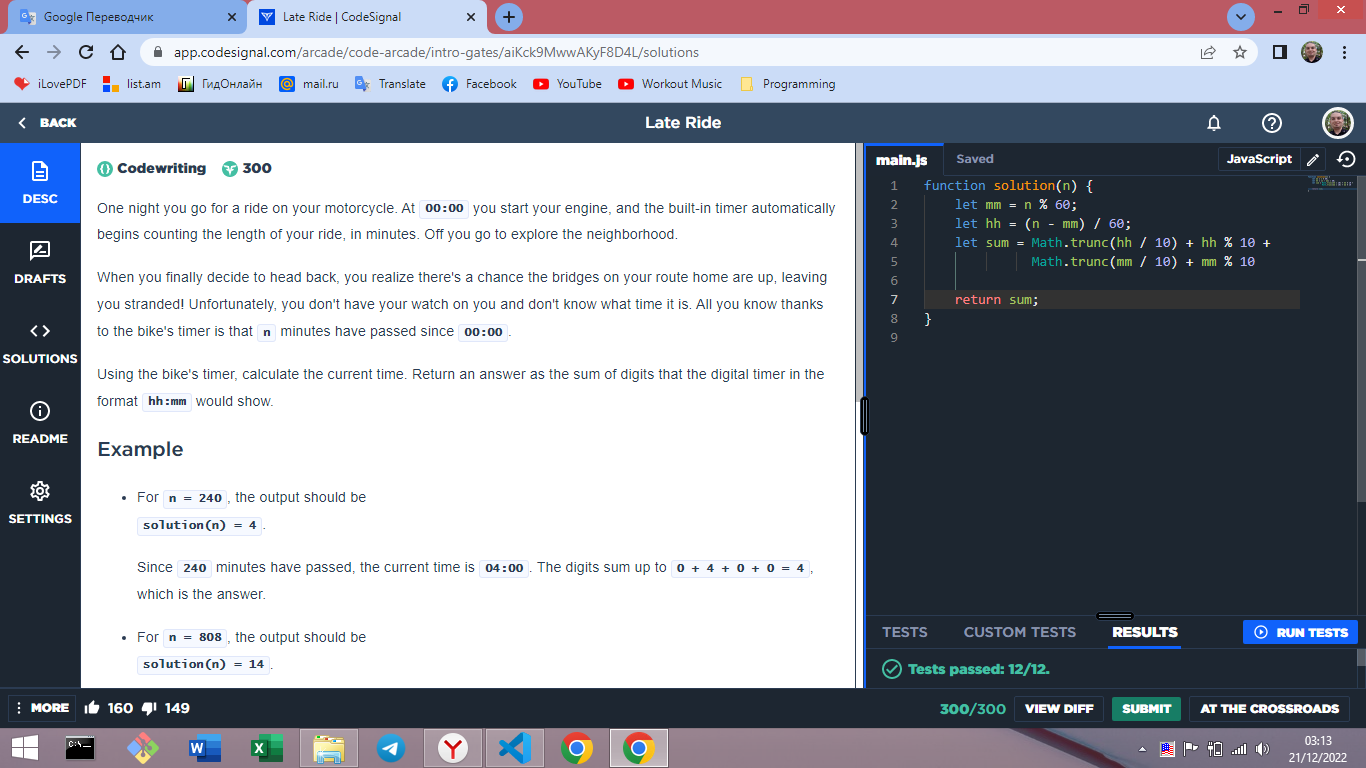 Google Переводчик
Late Ride | CodeSignal
app.codesignal.com/arcade/code-arcade/intro-gates/aiKck9MwwAKyF8D4L/solutions
iLovePDF list.am ГидОнлайн mail.ru Translate Facebook YouTube Workout Music Programming
BACK
Late Ride
DESC
DRAFTS
SOLUTIONS
README
SETTINGS
Codewriting 300
One night you go for a ride on your motorcycle. At 00:00 you start your engine, and the built-in timer automatically
begins counting the length of your ride, in minutes. Off you go to explore the neighborhood.
When you finally decide to head back, you realize there's a chance the bridges on your route home are up, leaving
you stranded! Unfortunately, you don't have your watch on you and don't know what time it is. All you know thanks
to the bike's timer is that n minutes have passed since 00:00.
Using the bike's timer, calculate the current time. Return an answer as the sum of digits that the digital timer in the
format hh:mm would show.
Example
• For n = 240, the output should be
solution(n) = 4.
Since 240 minutes have passed, the current time is 04:00. The digits sum up to 0 + 4 + 0 + 0 = 4,
which is the answer.
• For n = 808, the output should be
solution(n) = 14.
main.js Saved JavaScript
1 function solution(n) {
2 let mm = n % 60;
3 let hh = (n - mm) / 60;
4 let sum = Math.trunc(hh / 10) + hh % 10 +
5 Math.trunc(mm / 10) + mm % 10
6
7 return sum;
8 }
9
TESTS CUSTOM TESTS RESULTS RUN TESTS
Tests passed: 12/12.
MORE 160 149
300/300 VIEW DIFF SUBMIT AT THE CROSSROADS
03:13
21/12/2022